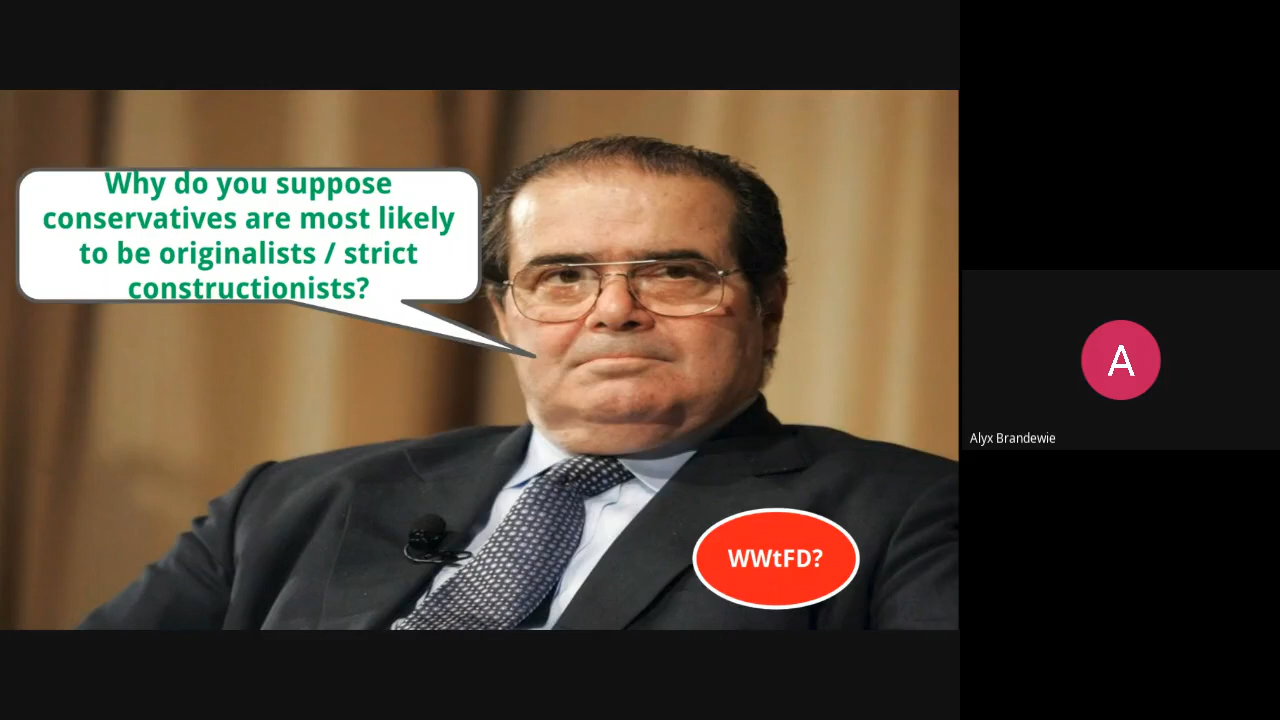 Why do you suppose
conservatives are most likely
to be originalists / strict
constructionists?
WWtFD?
A
Alyx Brandewie